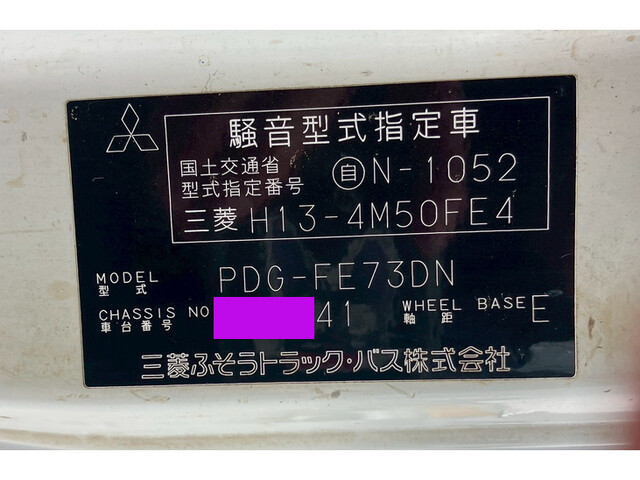 騒音型式指定車
国土交通省
型式指定番号 自N-1052
三菱 H13-4M50FE4
MODEL
型式 PDG-FE73DN
CHASSIS NO 41 WHEEL BASE E
車台番号 軸距
三菱ふそうトラック・バス株式会社